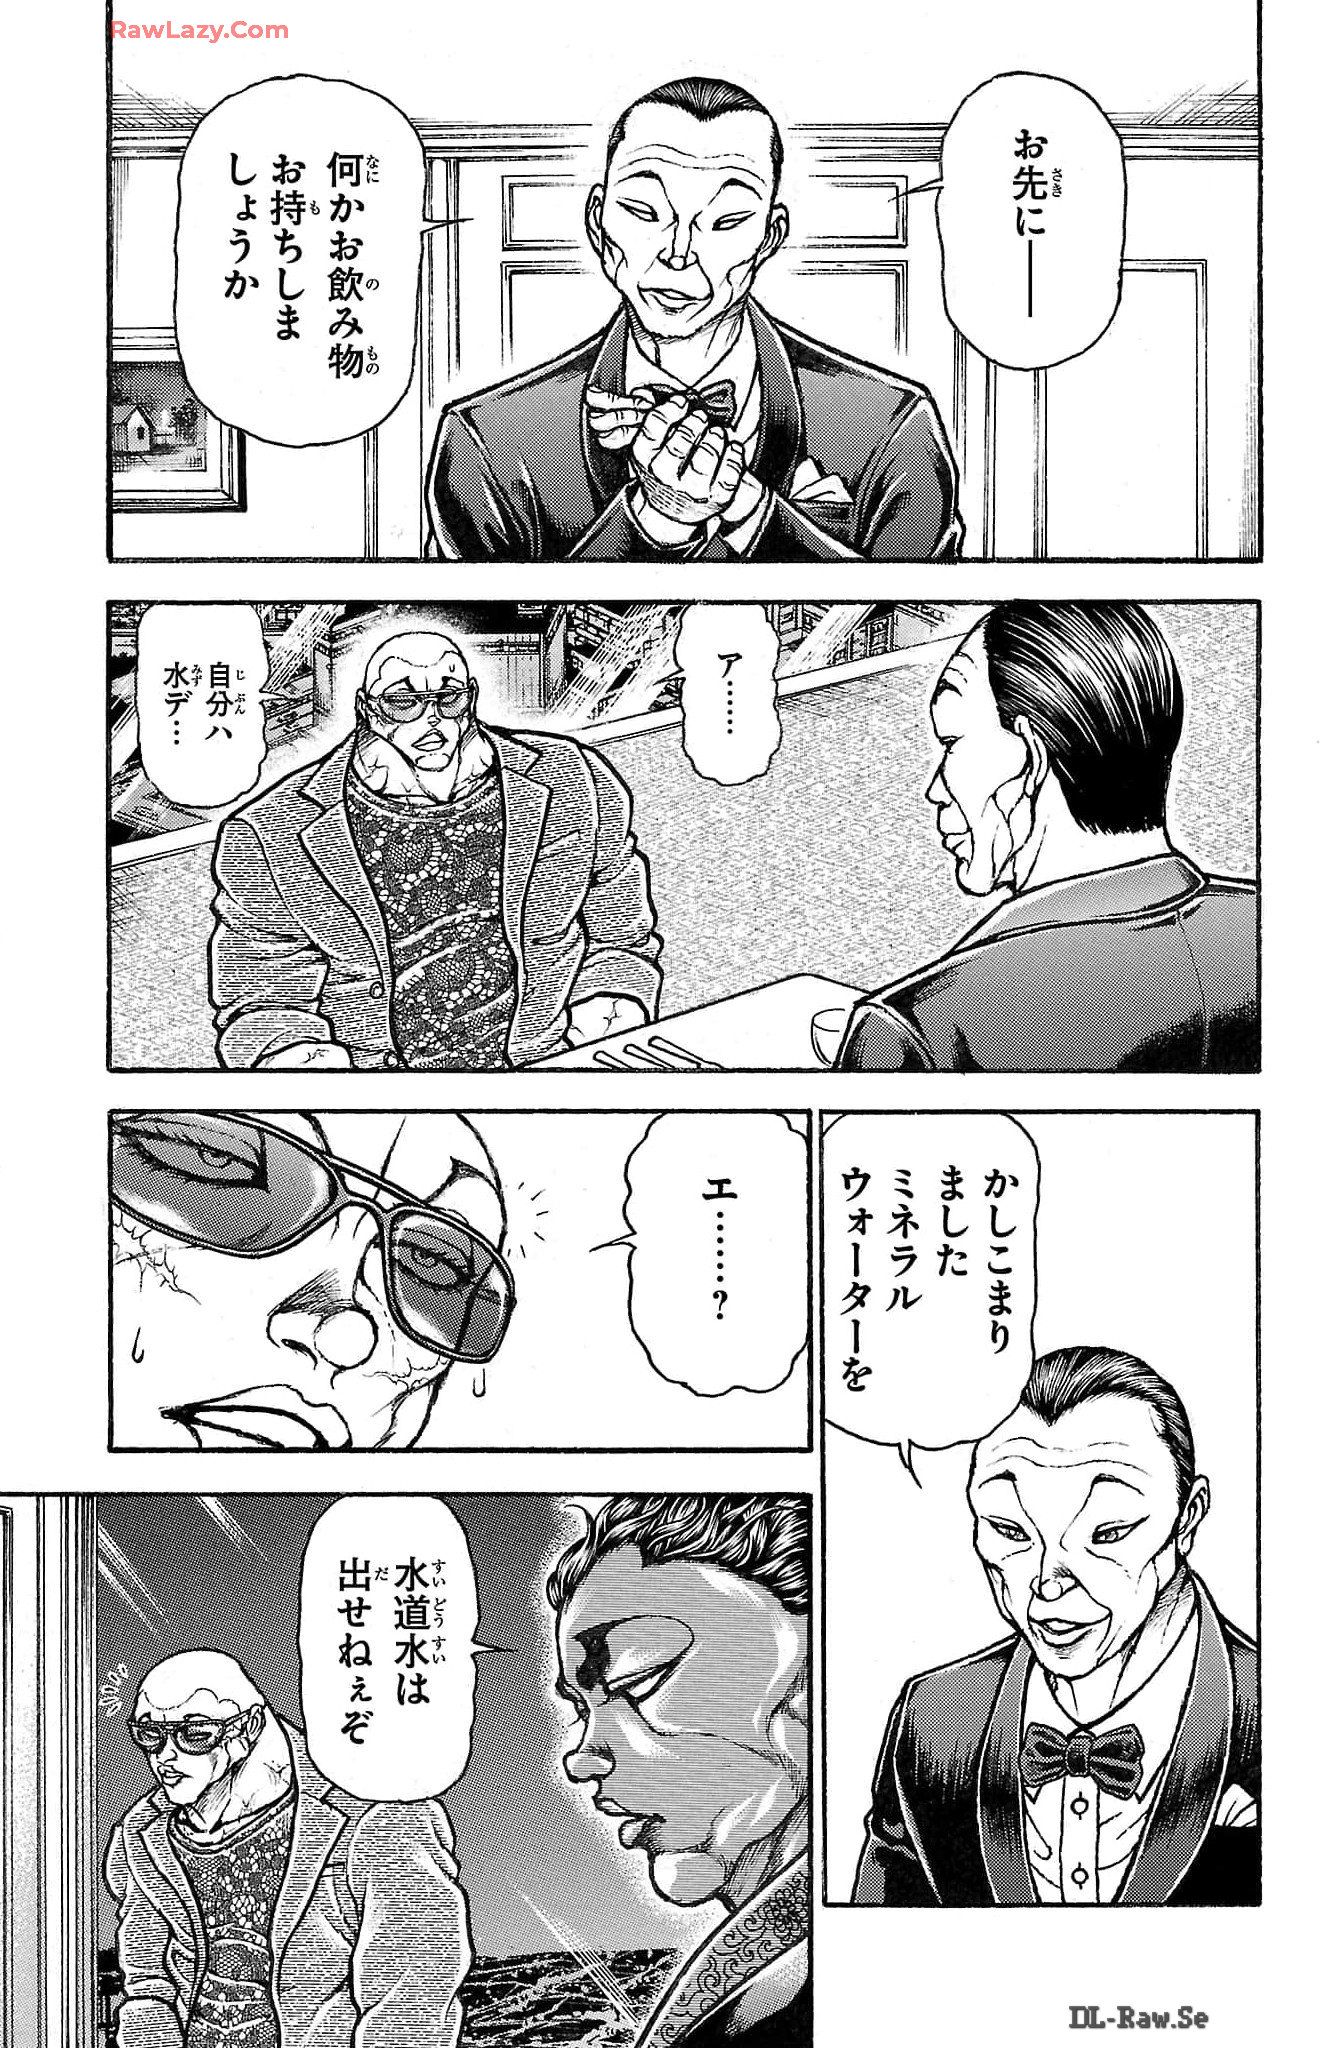 RawLazy.Com
お先に――
何かお飲み物
お持ちしま
しょうか
ア……
自分ハ
水デ…
かしこまり
ました
ミネラル
ウォーターを
エ……？
水道水は
出せねぇぞ
DL-Raw.Se